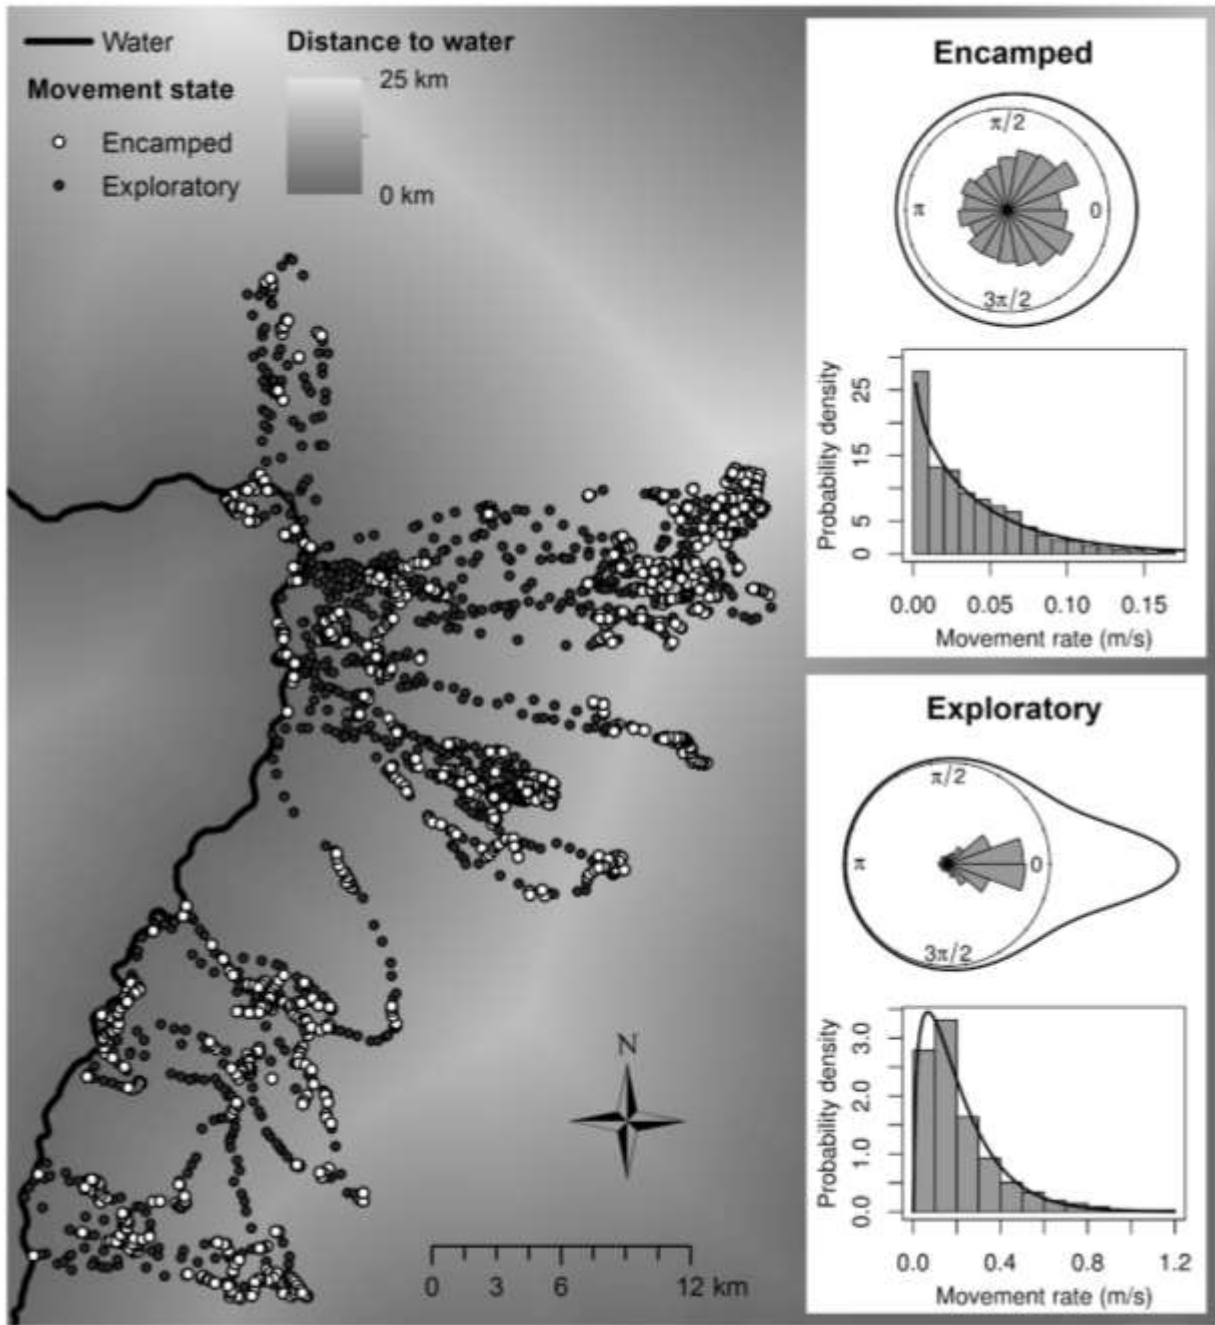 Water
Movement state
Encamped
Exploratory
Distance to water
25 km
0 km
N
0 3 6 12 km
Encamped
π/2
π 0
3π/2
Probability density
25
15
5
0
0.00 0.05 0.10 0.15
Movement rate (m/s)
Exploratory
π/2
π 0
3π/2
Probability density
3.0
2.0
1.0
0.0
0.0 0.4 0.8 1.2
Movement rate (m/s)